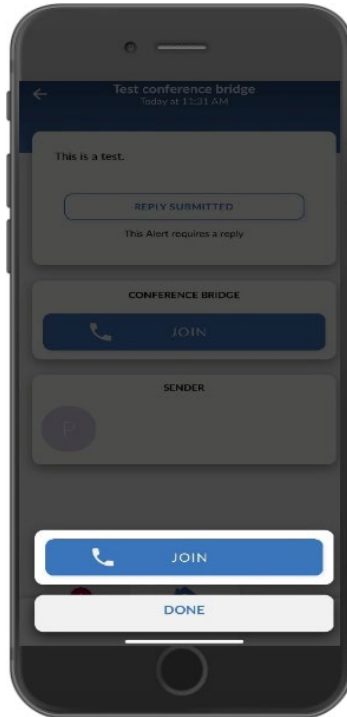 Test conference bridge
Today at 11:31 AM
This is a test.
REPLY SUBMITTED
This Alert requires a reply
CONFERENCE BRIDGE
JOIN
SENDER
P
JOIN
DONE